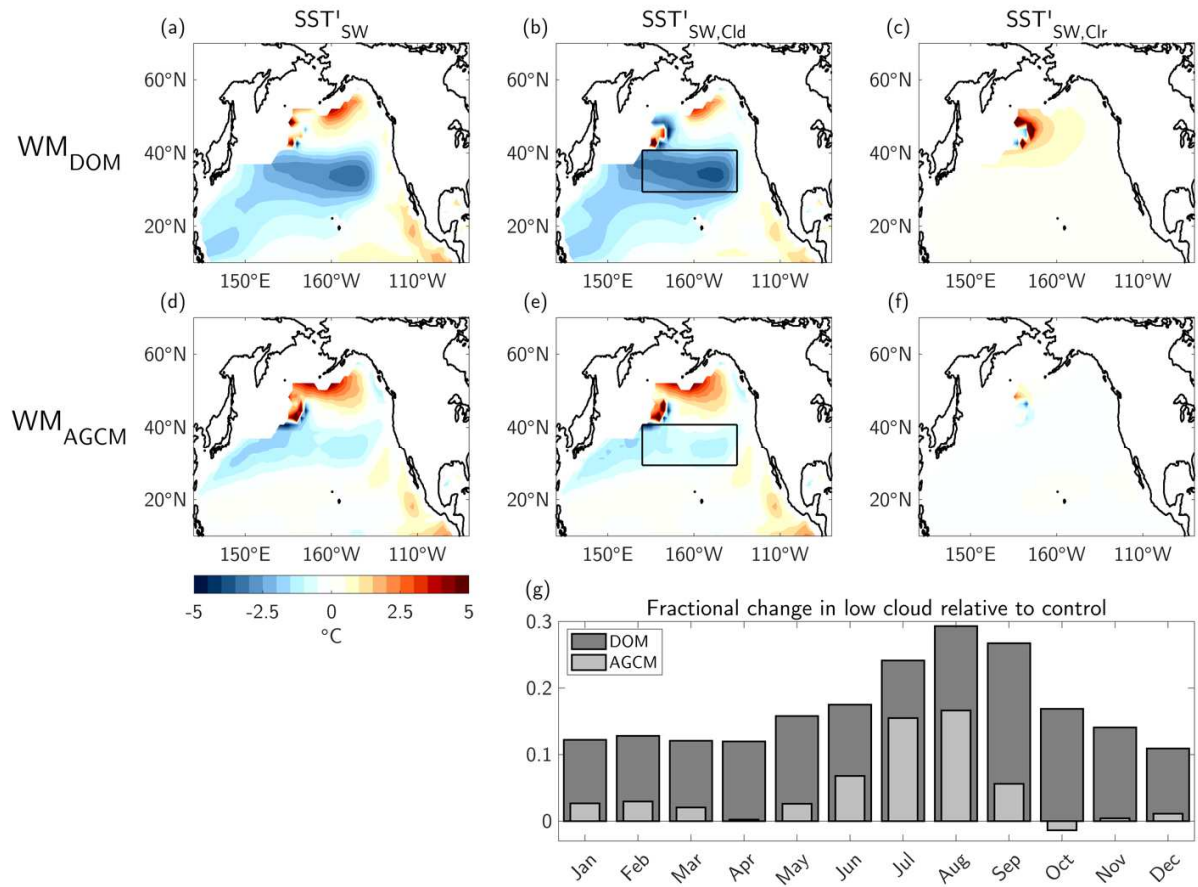 (a) SST'SW (b) SST'SW,Cld (c) SST'SW,Clr
WMDOM
60°N 60°N 60°N
40°N 40°N 40°N
20°N 20°N 20°N
150°E 160°W 110°W 150°E 160°W 110°W 150°E 160°W 110°W
(d) (e) (f)
WMAGCM
60°N 60°N 60°N
40°N 40°N 40°N
20°N 20°N 20°N
150°E 160°W 110°W 150°E 160°W 110°W 150°E 160°W 110°W
-5 -2.5 0 2.5 5
°C
(g) Fractional change in low cloud relative to control
0.3
DOM
AGCM
0.2
0.1
0
Jan Feb Mar Apr May Jun Jul Aug Sep Oct Nov Dec